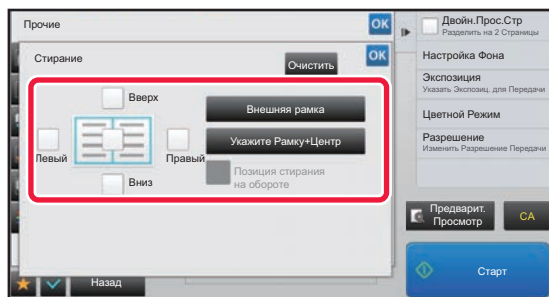 Прочие
OK
Стирание
Очистить
OK
Вверх
Левый
Правый
Вниз
Внешняя рамка
Укажите Рамку+Центр
Позиция стирания
на обороте
Назад
Двойн.Прос.Стр
Разделить на 2 Страницы
Настройка Фона
Экспозиция
Указать Экспозиц. для Передачи
Цветной Режим
Разрешение
Изменить Разрешение Передачи
Предварит.
Просмотр
CA
Старт